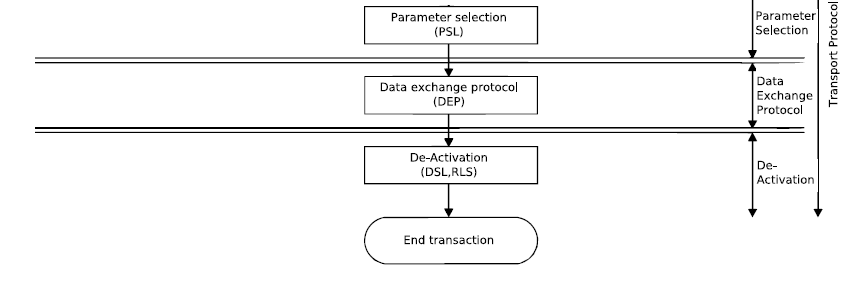 Parameter selection
(PSL)
Parameter
Selection
Transport Protocol
Data exchange protocol
(DEP)
Data
Exchange
Protocol
De-Activation
(DSL,RLS)
De-
Activation
End transaction